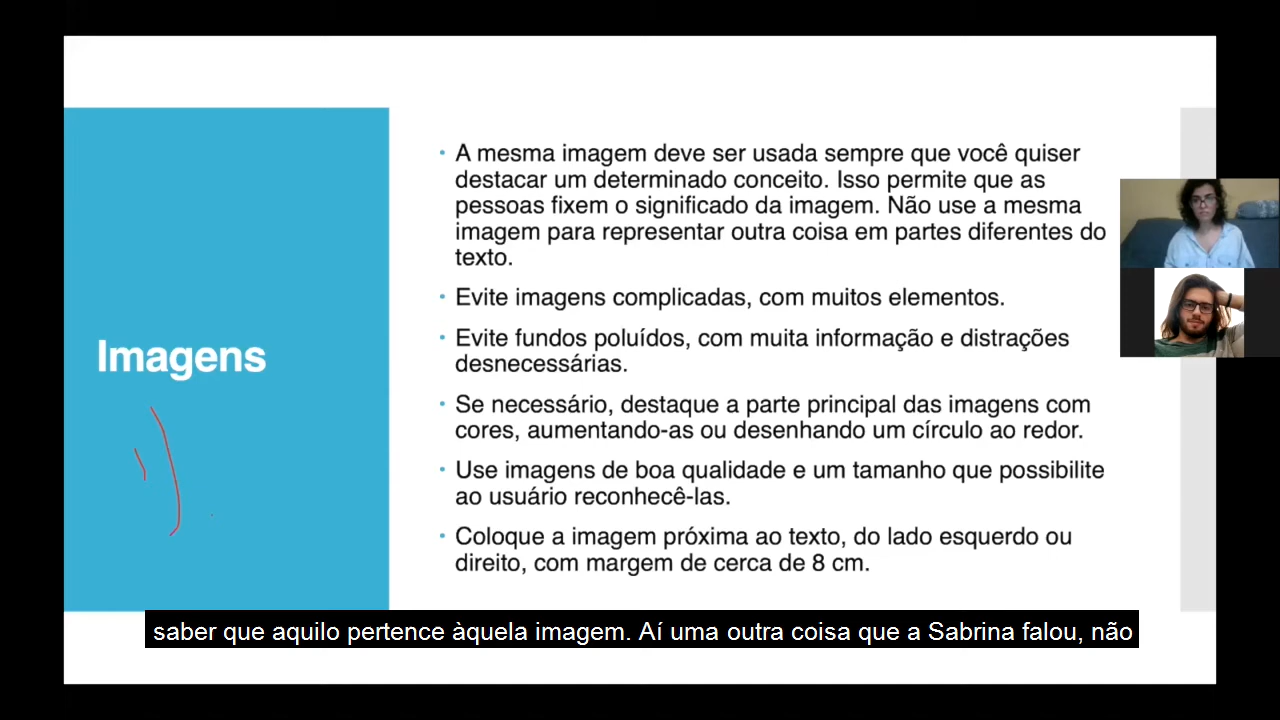 Imagens
• A mesma imagem deve ser usada sempre que você quiser
destacar um determinado conceito. Isso permite que as
pessoas fixem o significado da imagem. Não use a mesma
imagem para representar outra coisa em partes diferentes do
texto.
• Evite imagens complicadas, com muitos elementos.
• Evite fundos poluídos, com muita informação e distrações
desnecessárias.
• Se necessário, destaque a parte principal das imagens com
cores, aumentando-as ou desenhando um círculo ao redor.
• Use imagens de boa qualidade e um tamanho que possibilite
ao usuário reconhecê-las.
• Coloque a imagem próxima ao texto, do lado esquerdo ou
direito, com margem de cerca de 8 cm.
saber que aquilo pertence àquela imagem. Aí uma outra coisa que a Sabrina falou, não